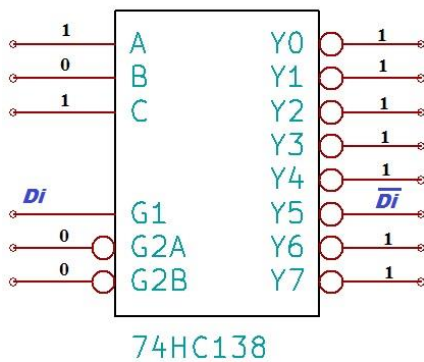 1 A Y0 1
0 B Y1 1
1 C Y2 1
Y3 1
Y4 1
Di G1 Y5 D̅i̅
0 G2A Y6 1
0 G2B Y7 1
74HC138